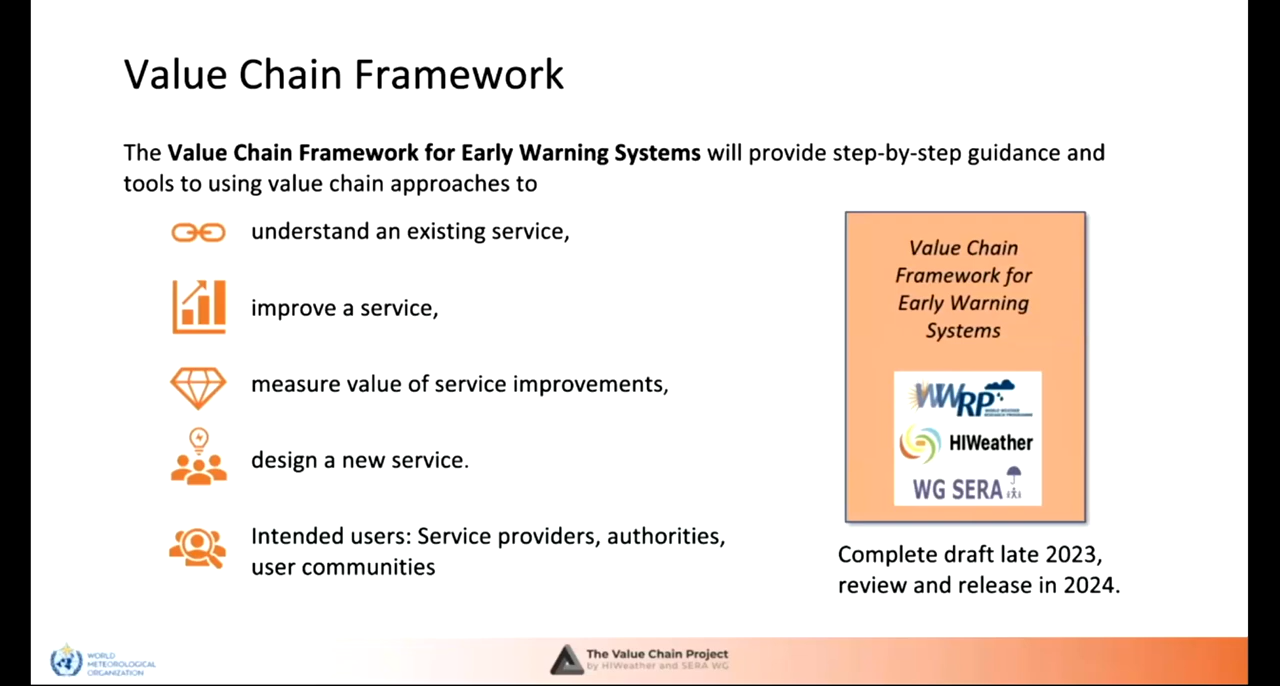 Value Chain Framework
The Value Chain Framework for Early Warning Systems will provide step-by-step guidance and
tools to using value chain approaches to
understand an existing service,
improve a service,
measure value of service improvements,
design a new service.
Intended users: Service providers, authorities,
user communities
Value Chain
Framework for
Early Warning
Systems
WWRP
WORLD WEATHER
RESEARCH PROGRAMME
HIWeather
WG SERA
Complete draft late 2023,
review and release in 2024.
WORLD
METEOROLOGICAL
ORGANIZATION
The Value Chain Project
by HIWeather and SERA WG